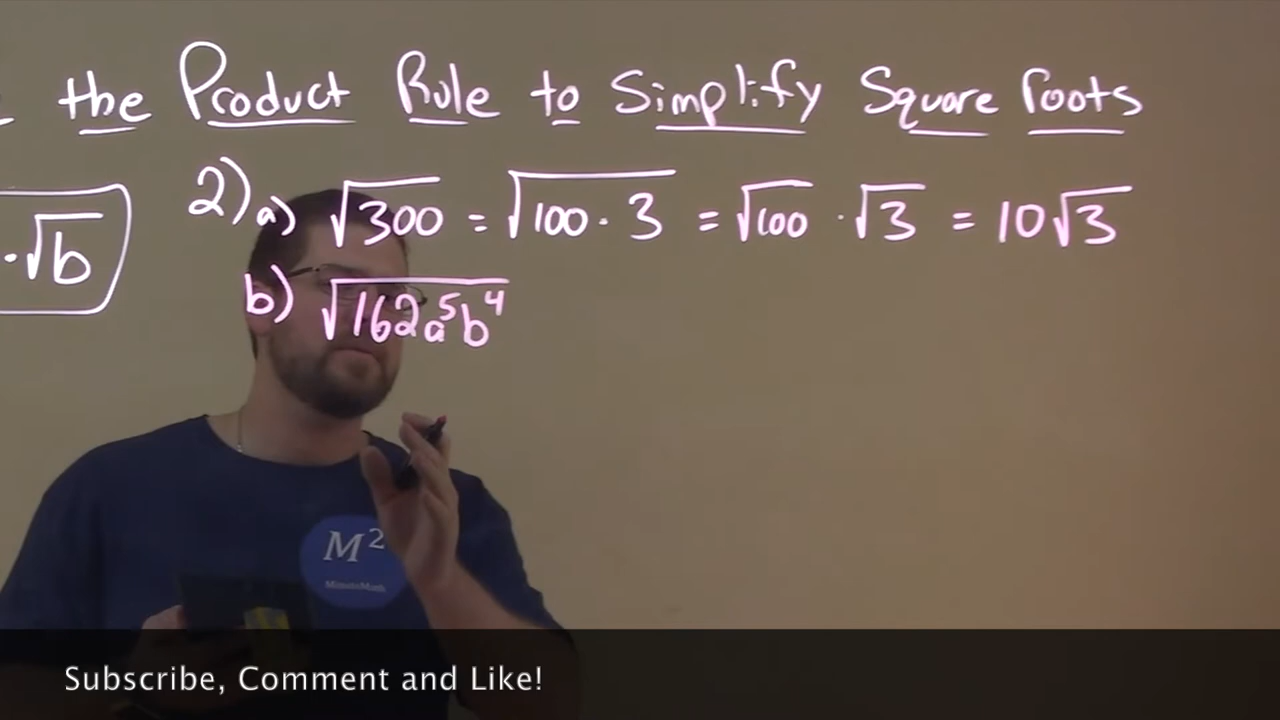 the Product Rule to Simplify Square roots
2) a) √300 = √100 · 3 = √100 · √3 = 10√3
· √b
b) √162a⁵b⁴
M²
MinuteMath
Subscribe, Comment and Like!